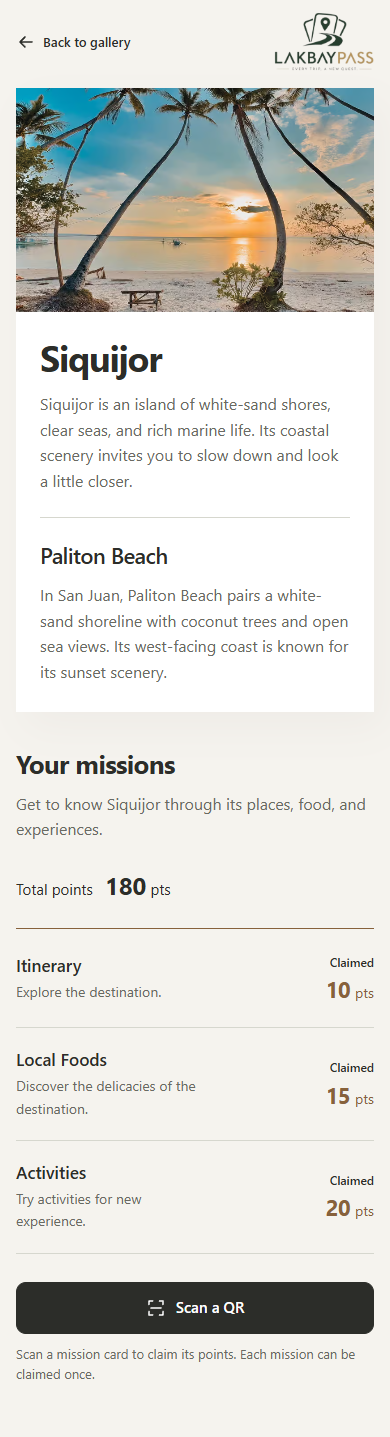 Back to gallery
LAKBAYPASS
EVERY TRIP, A NEW QUEST
Siquijor
Siquijor is an island of white-sand shores,
clear seas, and rich marine life. Its coastal
scenery invites you to slow down and look
a little closer.
Paliton Beach
In San Juan, Paliton Beach pairs a white-
sand shoreline with coconut trees and open
sea views. Its west-facing coast is known for
its sunset scenery.
Your missions
Get to know Siquijor through its places, food, and
experiences.
Total points 180 pts
Itinerary
Claimed
Explore the destination.
10 pts
Local Foods
Claimed
Discover the delicacies of the
destination.
15 pts
Activities
Claimed
Try activities for new
experience.
20 pts
Scan a QR
Scan a mission card to claim its points. Each mission can be
claimed once.